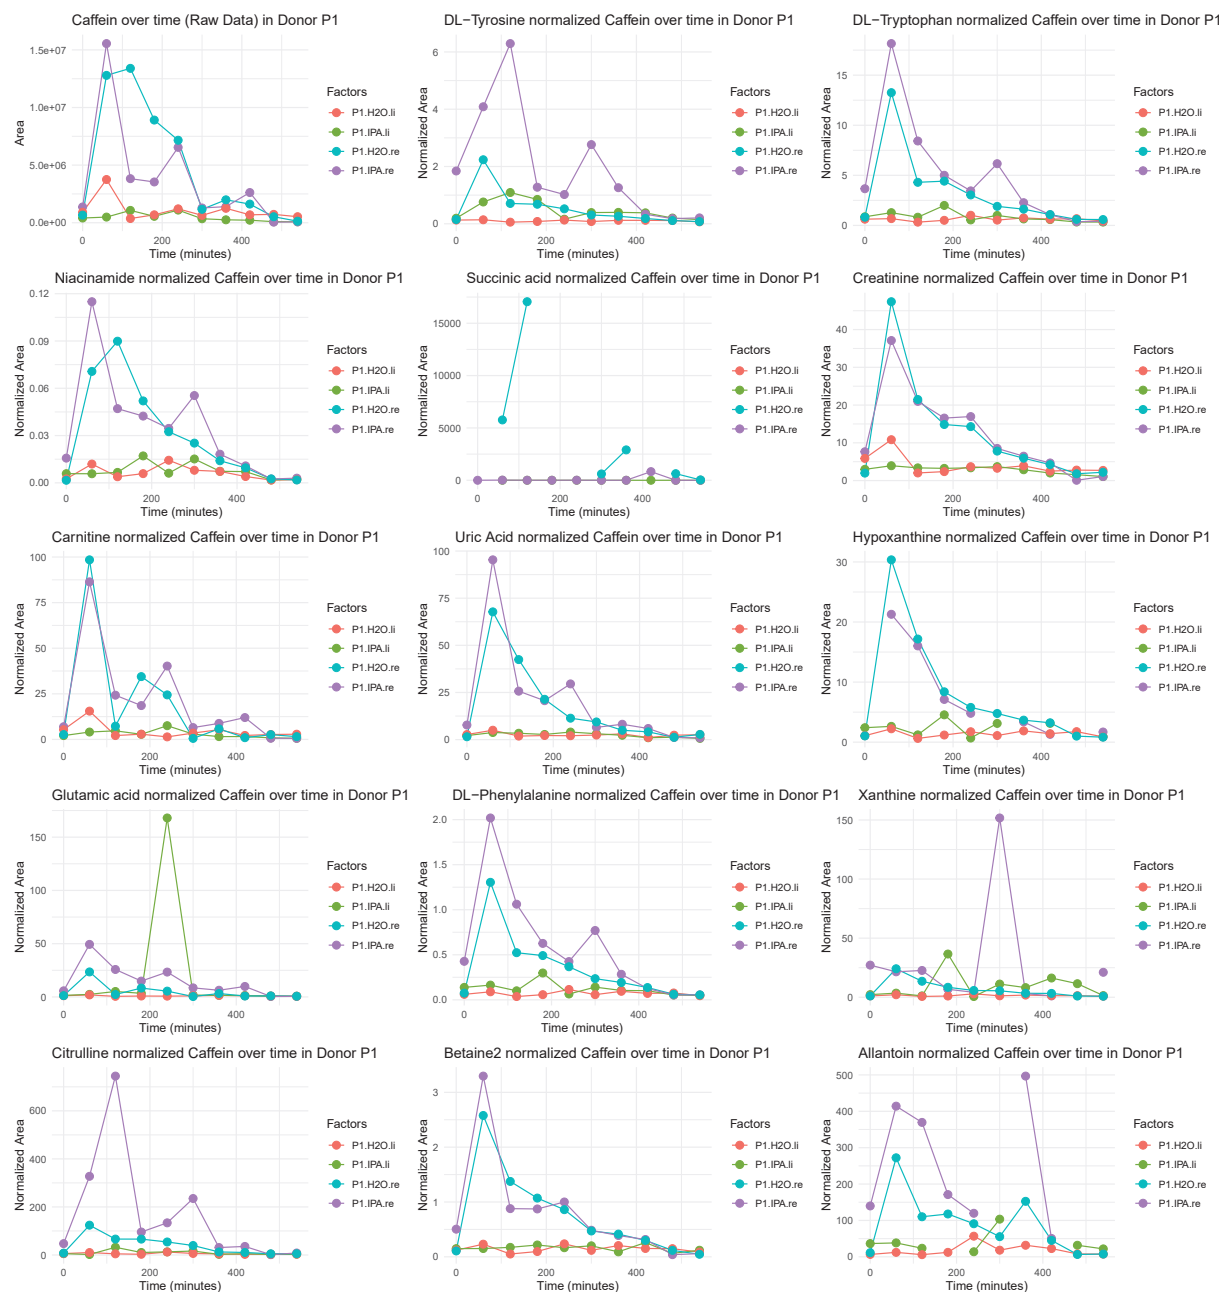 Caffein over time (Raw Data) in Donor P1
Area
1.5e+07
1.0e+07
5.0e+06
0.0e+00
0
200
400
Time (minutes)
Factors
P1.H2O.li
P1.IPA.li
P1.H2O.re
P1.IPA.re
DL−Tyrosine normalized Caffein over time in Donor P1
Normalized Area
6
4
2
0
0
200
400
Time (minutes)
Factors
P1.H2O.li
P1.IPA.li
P1.H2O.re
P1.IPA.re
DL−Tryptophan normalized Caffein over time in Donor P1
Normalized Area
15
10
5
0
0
200
400
Time (minutes)
Factors
P1.H2O.li
P1.IPA.li
P1.H2O.re
P1.IPA.re
Niacinamide normalized Caffein over time in Donor P1
Normalized Area
0.12
0.09
0.06
0.03
0.00
0
200
400
Time (minutes)
Factors
P1.H2O.li
P1.IPA.li
P1.H2O.re
P1.IPA.re
Succinic acid normalized Caffein over time in Donor P1
Normalized Area
15000
10000
5000
0
0
200
400
Time (minutes)
Factors
P1.H2O.li
P1.IPA.li
P1.H2O.re
P1.IPA.re
Creatinine normalized Caffein over time in Donor P1
Normalized Area
40
30
20
10
0
0
200
400
Time (minutes)
Factors
P1.H2O.li
P1.IPA.li
P1.H2O.re
P1.IPA.re
Carnitine normalized Caffein over time in Donor P1
Normalized Area
100
75
50
25
0
0
200
400
Time (minutes)
Factors
P1.H2O.li
P1.IPA.li
P1.H2O.re
P1.IPA.re
Uric Acid normalized Caffein over time in Donor P1
Normalized Area
100
75
50
25
0
0
200
400
Time (minutes)
Factors
P1.H2O.li
P1.IPA.li
P1.H2O.re
P1.IPA.re
Hypoxanthine normalized Caffein over time in Donor P1
Normalized Area
30
20
10
0
0
200
400
Time (minutes)
Factors
P1.H2O.li
P1.IPA.li
P1.H2O.re
P1.IPA.re
Glutamic acid normalized Caffein over time in Donor P1
Normalized Area
150
100
50
0
0
200
400
Time (minutes)
Factors
P1.H2O.li
P1.IPA.li
P1.H2O.re
P1.IPA.re
DL−Phenylalanine normalized Caffein over time in Donor P1
Normalized Area
2.0
1.5
1.0
0.5
0.0
0
200
400
Time (minutes)
Factors
P1.H2O.li
P1.IPA.li
P1.H2O.re
P1.IPA.re
Xanthine normalized Caffein over time in Donor P1
Normalized Area
150
100
50
0
0
200
400
Time (minutes)
Factors
P1.H2O.li
P1.IPA.li
P1.H2O.re
P1.IPA.re
Citrulline normalized Caffein over time in Donor P1
Normalized Area
600
400
200
0
0
200
400
Time (minutes)
Factors
P1.H2O.li
P1.IPA.li
P1.H2O.re
P1.IPA.re
Betaine2 normalized Caffein over time in Donor P1
Normalized Area
3
2
1
0
0
200
400
Time (minutes)
Factors
P1.H2O.li
P1.IPA.li
P1.H2O.re
P1.IPA.re
Allantoin normalized Caffein over time in Donor P1
Normalized Area
500
400
300
200
100
0
0
200
400
Time (minutes)
Factors
P1.H2O.li
P1.IPA.li
P1.H2O.re
P1.IPA.re